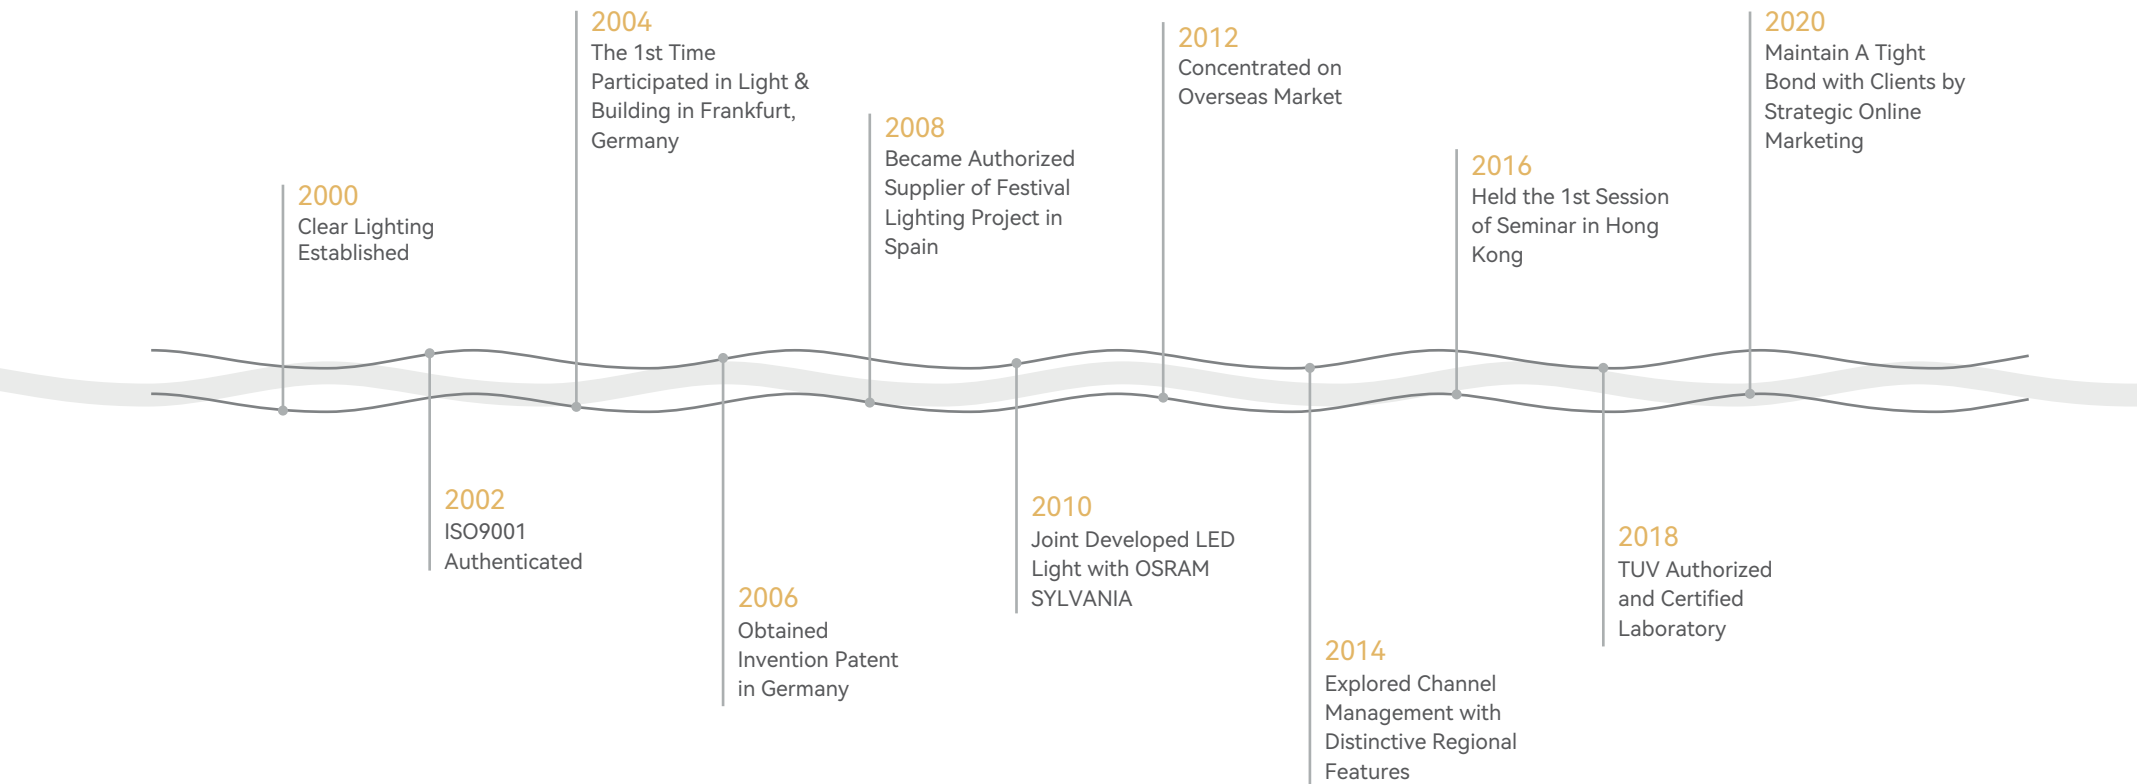 2000
Clear Lighting
Established
2002
ISO9001
Authenticated
2004
The 1st Time
Participated in Light &
Building in Frankfurt,
Germany
2006
Obtained
Invention Patent
in Germany
2008
Became Authorized
Supplier of Festival
Lighting Project in
Spain
2010
Joint Developed LED
Light with OSRAM
SYLVANIA
2012
Concentrated on
Overseas Market
2014
Explored Channel
Management with
Distinctive Regional
Features
2016
Held the 1st Session
of Seminar in Hong
Kong
2018
TUV Authorized
and Certified
Laboratory
2020
Maintain A Tight
Bond with Clients by
Strategic Online
Marketing